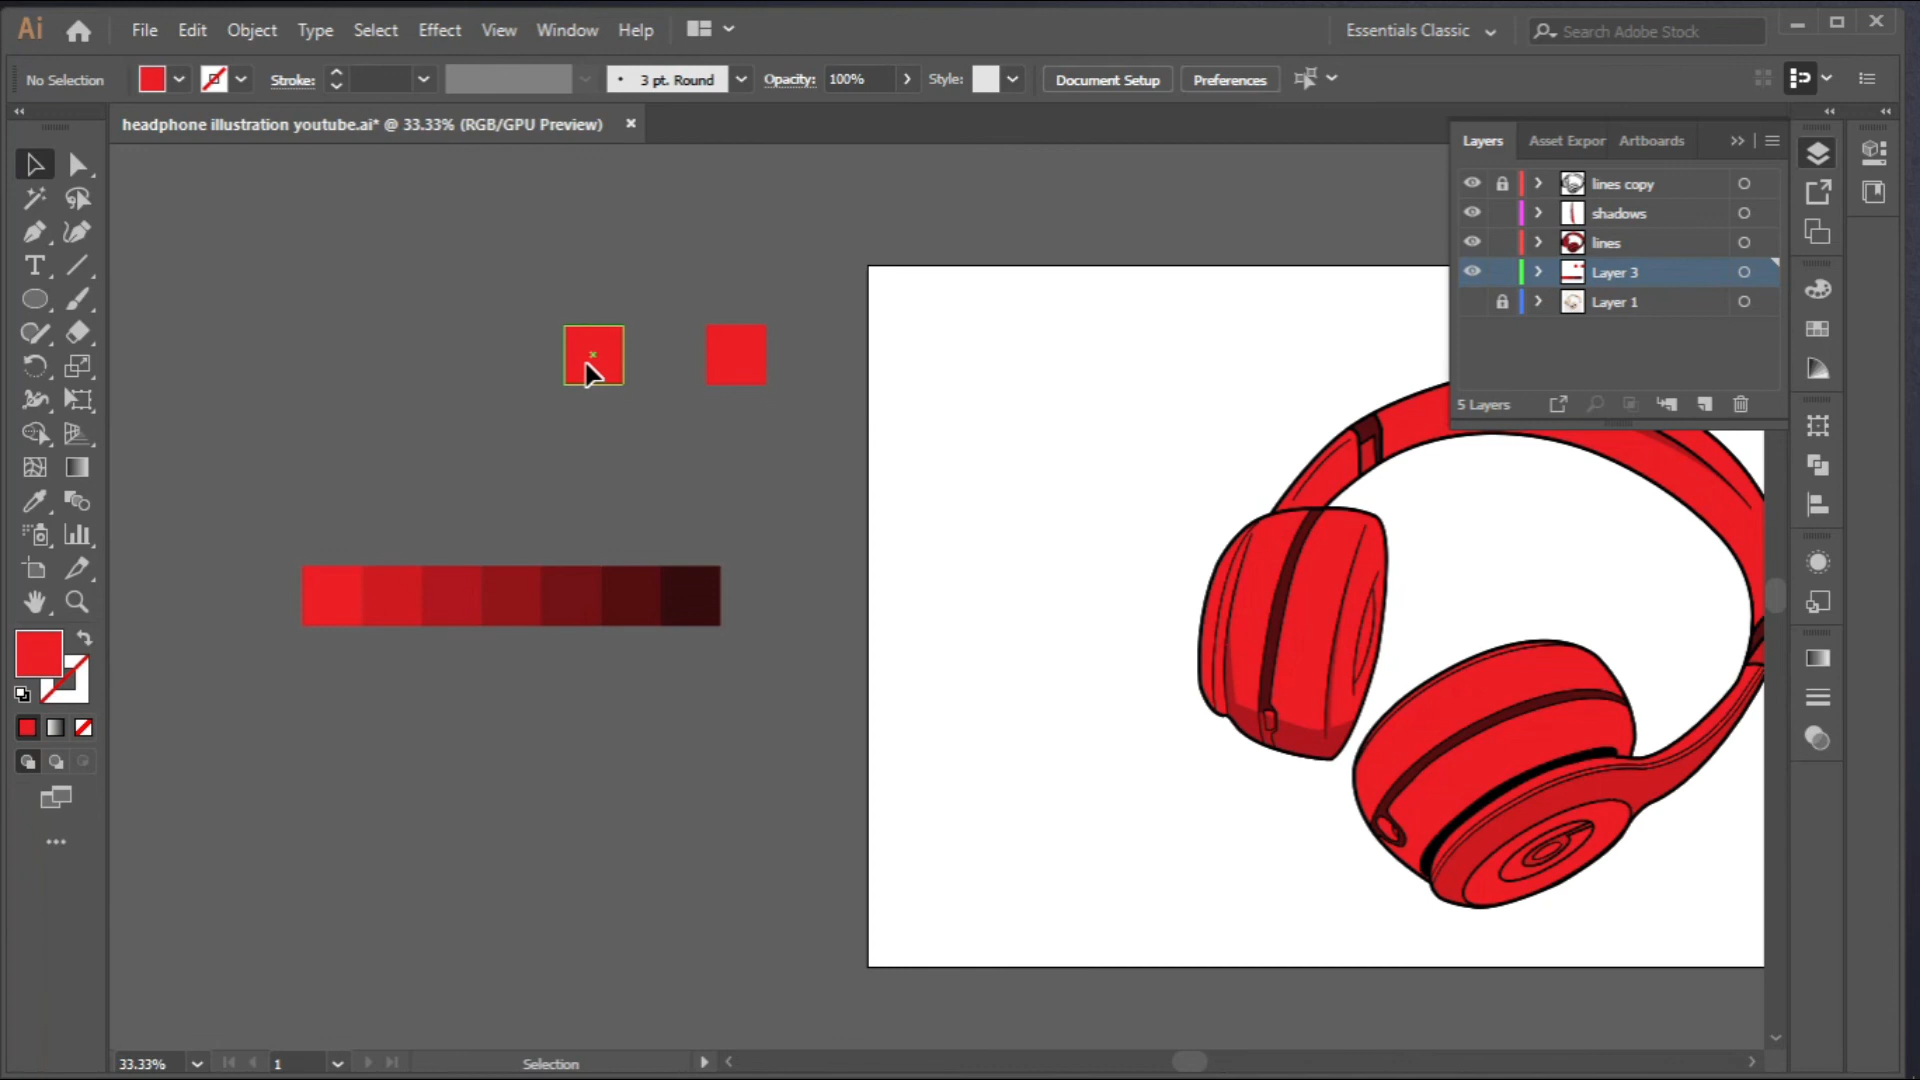 Ai File Edit Object Type Select Effect View Window Help Essentials Classic Search Adobe Stock
No Selection Stroke: 3 pt. Round Opacity: 100% Style: Document Setup Preferences
headphone illustration youtube.ai* @ 33.33% (RGB/GPU Preview)
Layers Asset Expor Artboards
lines copy
shadows
lines
Layer 3
Layer 1
5 Layers
33.33% 1 Selection